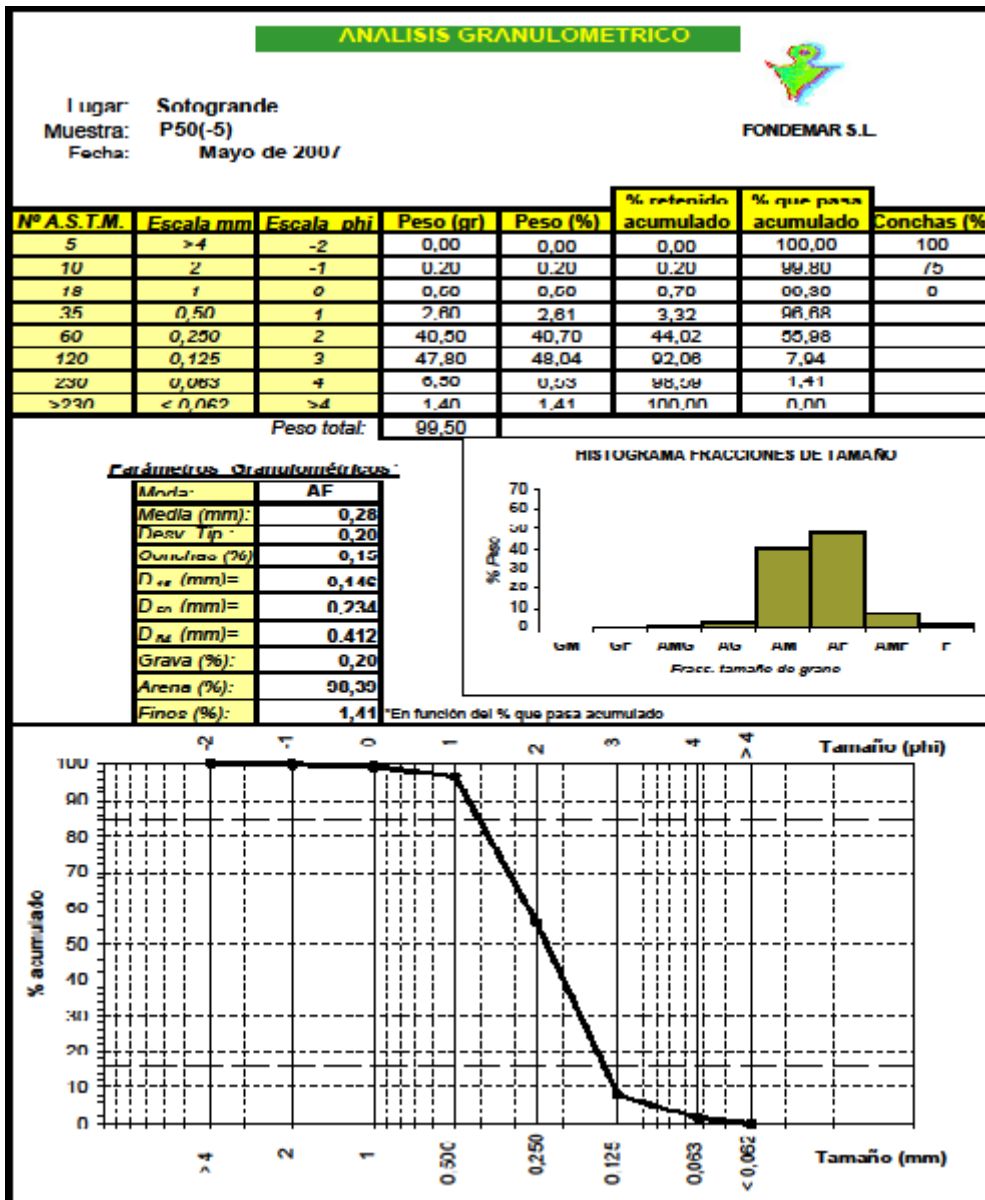 ANALISIS GRANULOMETRICO
Lugar: Sotogrande
Muestra: P50(-5)
Fecha: Mayo de 2007
FONDEMAR S.L.
Nº A.S.T.M. Escala mm Escala phi Peso (gr) Peso (%) % retenido acumulado % que pasa acumulado Conchas (%
5 >4 -2 0,00 0,00 0,00 100,00 100
10 2 -1 0,20 0,20 0,20 99,80 75
18 1 0 0,70 0
35 0,50 1 2,60 2,61 3,32 96,68
60 0,250 2 40,50 40,70 44,02 55,98
120 0,125 3 47,80 48,04 92,06 7,94
230 0,063 4 98,59 1,41
>230 < 0,062 >4 1,40 1,41 100,00 0,00
Peso total: 99,50
Parámetros Granulométricos*
Moda: AF
Media (mm): 0,28
Desv. Tip.: 0,20
Conchas (%) 0,15
D (mm)= 0,146
D 50 (mm)= 0,234
D 84 (mm)= 0.412
Grava (%): 0,20
Arena (%): 98,39
Finos (%): 1,41
*En función del % que pasa acumulado
HISTOGRAMA FRACCIONES DE TAMAÑO
% Peso
70
60
50
40
30
20
10
0
GM GF AMG AG AM AF AMF F
Fracc. tamaño de grano
-2 -1 0 1 2 3 4 > 4 Tamaño (phi)
% acumulado
100
90
80
70
60
50
40
30
20
10
0
> 4 2 1 0.500 0,250 0,125 0,063 < 0,062 Tamaño (mm)